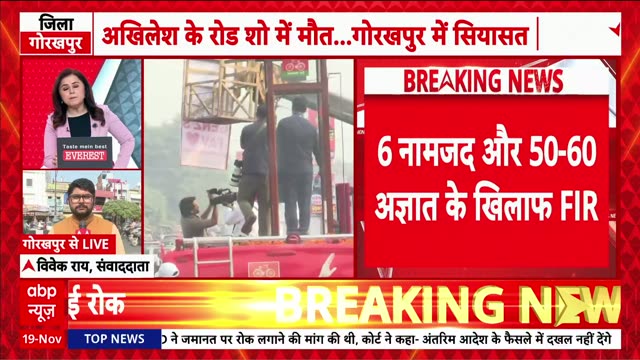 जिला
गोरखपुर
अखिलेश के रोड शो में मौत...गोरखपुर में सियासत
BREAKING NEWS
6 नामजद और 50-60
अज्ञात के खिलाफ FIR
Taste mein best
EVEREST
गोरखपुर से LIVE
विवेक राय, संवाददाता
abp
न्यूज़
ई रोक
BREAKING NEW
19-Nov
TOP NEWS
D ने जमानत पर रोक लगाने की मांग की थी, कोर्ट ने कहा- अंतरिम आदेश के फैसले में दखल नहीं देंगे